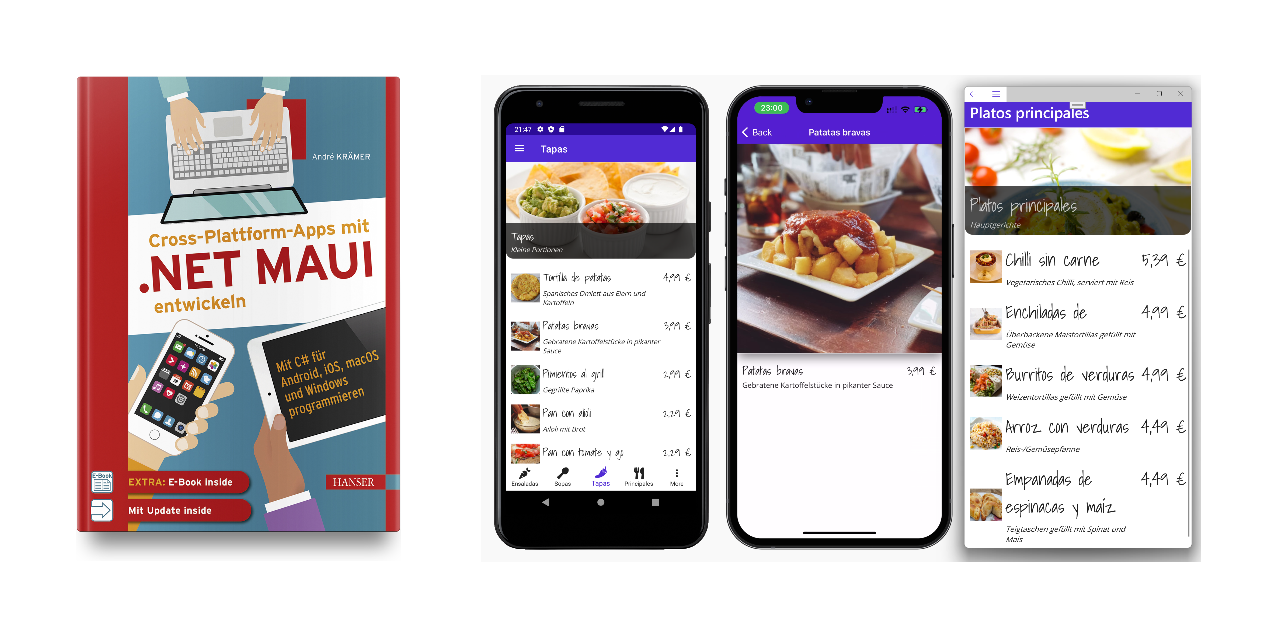 André KRÄMER
Cross-Plattform-Apps mit
.NET MAUI
entwickeln
Mit C# für
Android, iOS, macOS
und Windows
programmieren
E-Book
EXTRA: E-Book inside
Mit Update inside
HANSER
21:47
Tapas
Tapas
Kleine Portionen
Tortilla de patatas 4,99 €
Spanisches Omlett aus Eiern und
Kartoffeln
Patatas bravas 3,99 €
Gebratene Kartoffelstücke in pikanter
Sauce
Pimientos al grill 2,99 €
Gegrillte Paprika
Pan con alioli 2,29 €
Ailoli mit Brot
Pan con tomate y ajo 2,29 €
Ensaladas
Sopas
Tapas
Principales
More
23:00
Back
Patatas bravas
Patatas bravas 3,99 €
Gebratene Kartoffelstücke in pikanter Sauce
Platos principales
Platos principales
Hauptgerichte
Chilli sin carne 5,39 €
Vegetarisches Chilli, serviert mit Reis
Enchiladas de 4,99 €
Überbackene Maistortillas gefüllt mit
Gemüse
Burritos de verduras 4,99 €
Weizentortillas gefüllt mit Gemüse
Arroz con verduras 4,49 €
Reis-/Gemüsepfanne
Empanadas de 4,49 €
espinacas y maíz
Teigtaschen gefüllt mit Spinat und
Mais